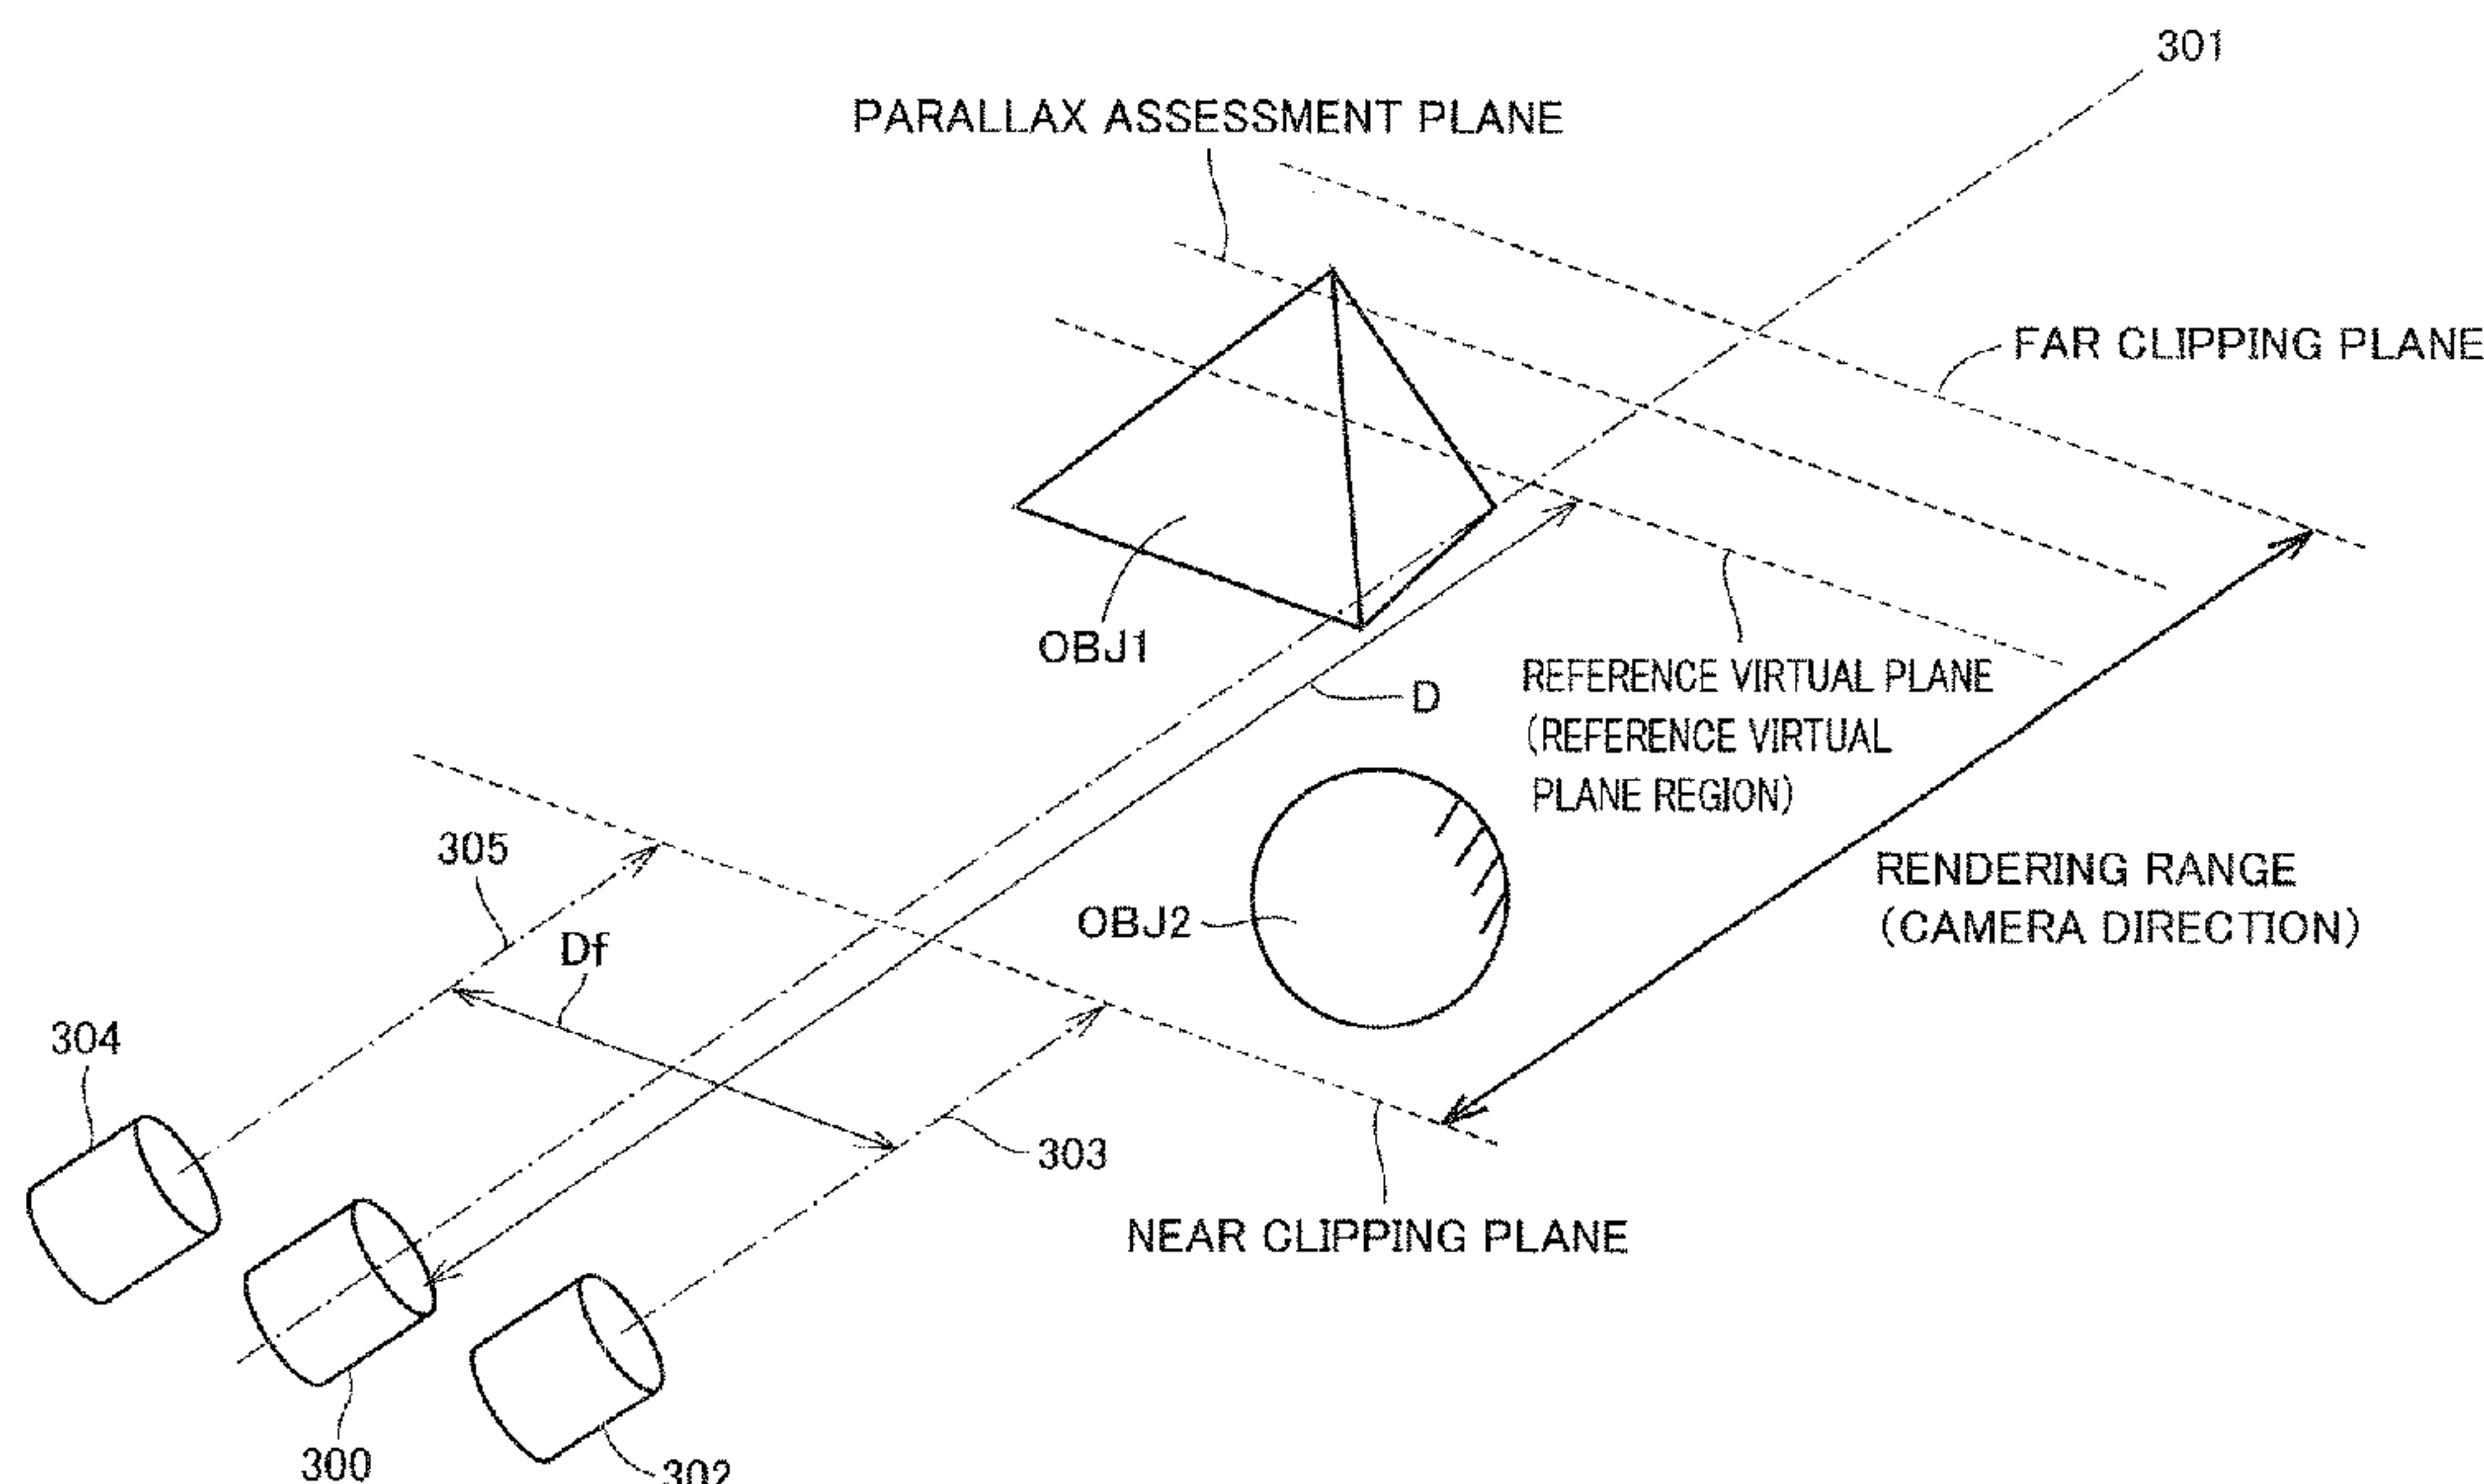 301
PARALLAX ASSESSMENT PLANE
FAR CLIPPING PLANE
OBJ1
D
REFERENCE VIRTUAL PLANE
(REFERENCE VIRTUAL
PLANE REGION)
305
Df
OBJ2
RENDERING RANGE
(CAMERA DIRECTION)
304
303
NEAR CLIPPING PLANE
300
302